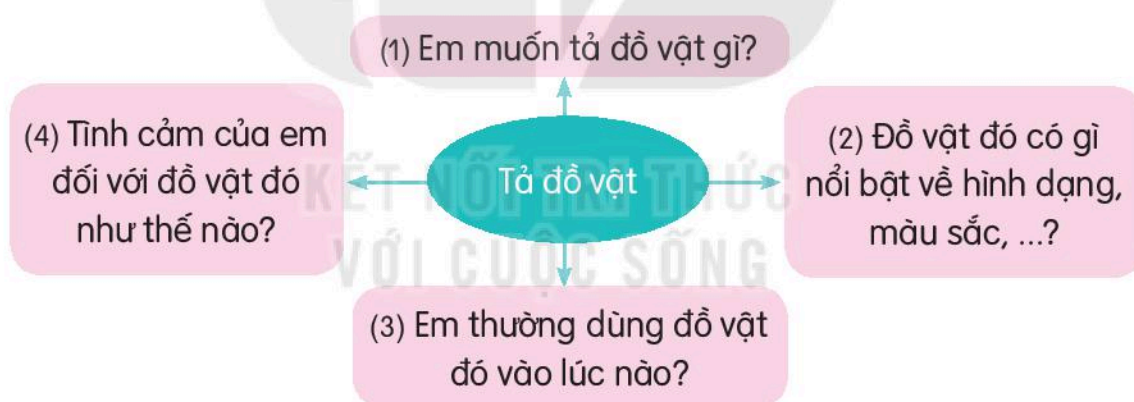 (1) Em muốn tả đồ vật gì?
(4) Tình cảm của em
đối với đồ vật đó
như thế nào?
Tả đồ vật
(2) Đồ vật đó có gì
nổi bật về hình dạng,
màu sắc, ...?
KẾT NỐI TRI THỨC
VỚI CUỘC SỐNG
(3) Em thường dùng đồ vật
đó vào lúc nào?